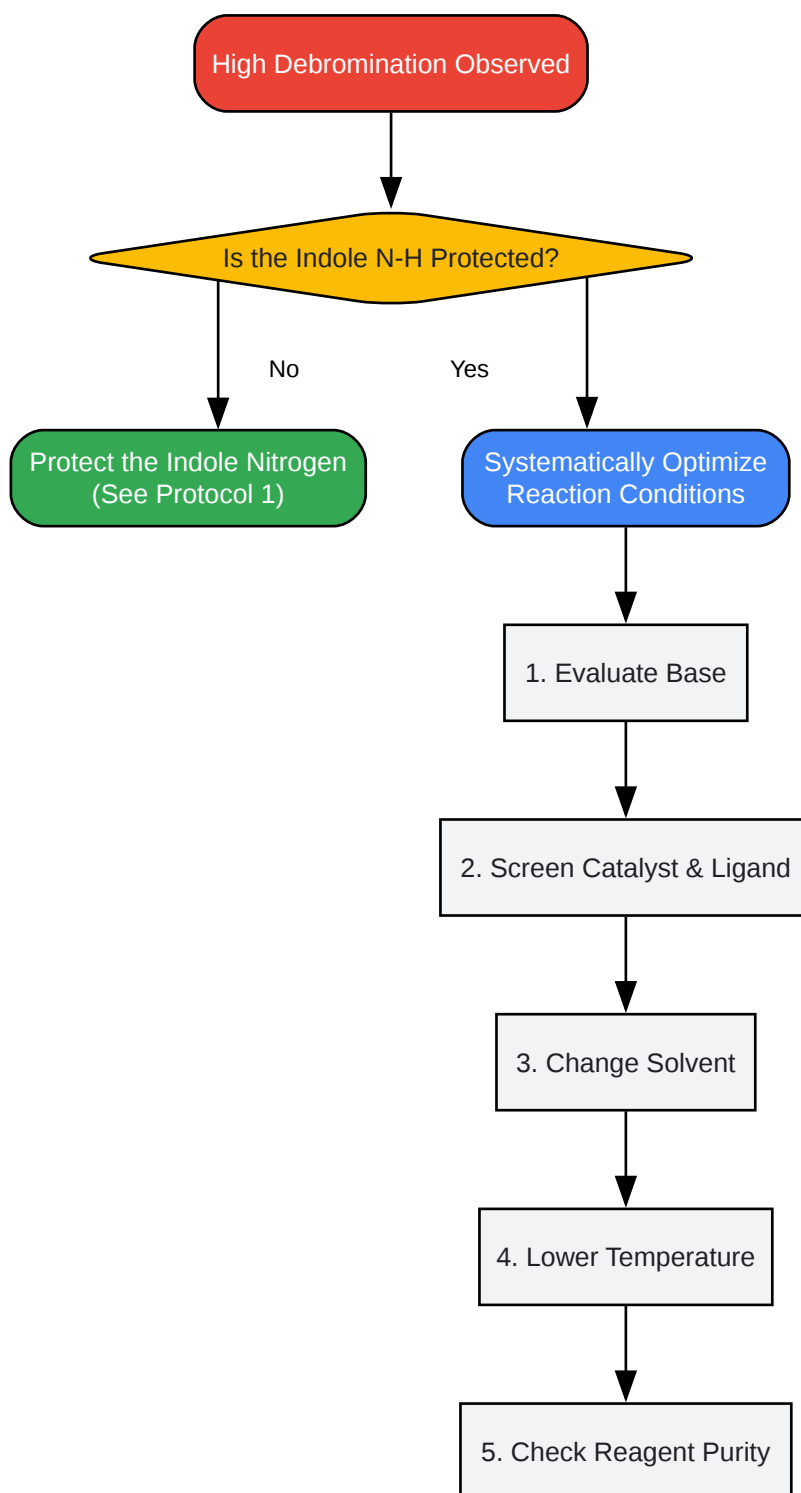 High Debromination Observed
Is the Indole N-H Protected?
No
Yes
Protect the Indole Nitrogen
(See Protocol 1)
Systematically Optimize
Reaction Conditions
1. Evaluate Base
2. Screen Catalyst & Ligand
3. Change Solvent
4. Lower Temperature
5. Check Reagent Purity